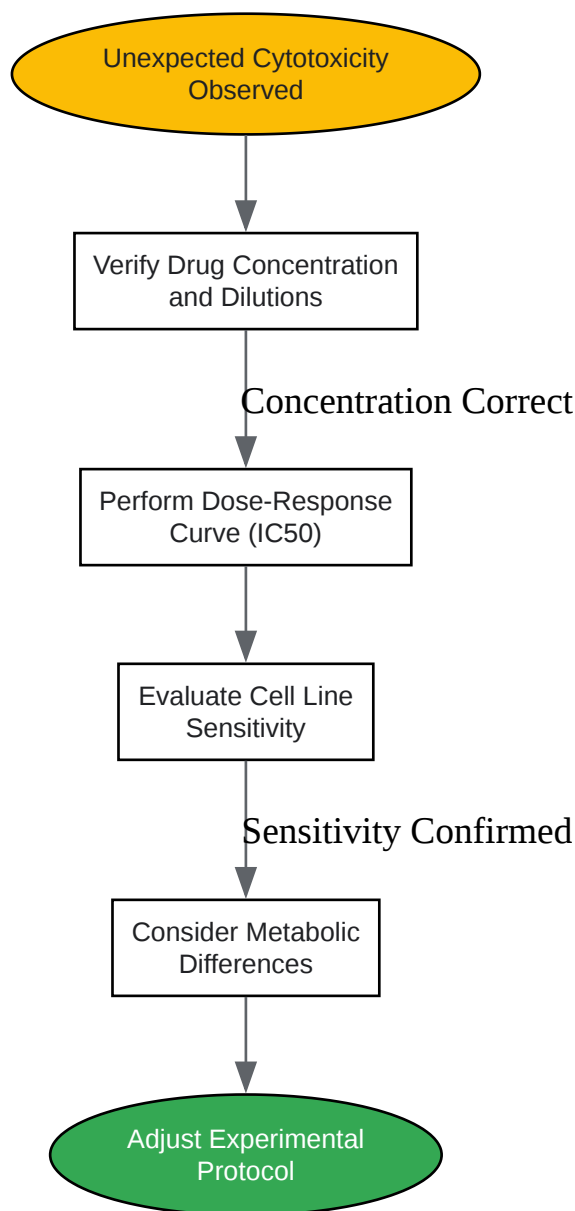 Unexpected Cytotoxicity
Observed
Verify Drug Concentration
and Dilutions
Concentration Correct
Perform Dose-Response
Curve (IC50)
Evaluate Cell Line
Sensitivity
Sensitivity Confirmed
Consider Metabolic
Differences
Adjust Experimental
Protocol